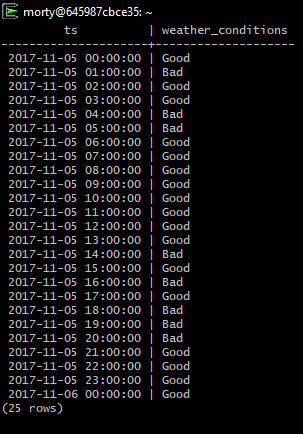 morty@645987cbce35: ~
ts | weather_conditions
---------------------+--------------------
2017-11-05 00:00:00 | Good
2017-11-05 01:00:00 | Bad
2017-11-05 02:00:00 | Good
2017-11-05 03:00:00 | Good
2017-11-05 04:00:00 | Bad
2017-11-05 05:00:00 | Bad
2017-11-05 06:00:00 | Good
2017-11-05 07:00:00 | Good
2017-11-05 08:00:00 | Good
2017-11-05 09:00:00 | Good
2017-11-05 10:00:00 | Good
2017-11-05 11:00:00 | Good
2017-11-05 12:00:00 | Good
2017-11-05 13:00:00 | Good
2017-11-05 14:00:00 | Bad
2017-11-05 15:00:00 | Good
2017-11-05 16:00:00 | Bad
2017-11-05 17:00:00 | Good
2017-11-05 18:00:00 | Bad
2017-11-05 19:00:00 | Bad
2017-11-05 20:00:00 | Bad
2017-11-05 21:00:00 | Good
2017-11-05 22:00:00 | Good
2017-11-05 23:00:00 | Good
2017-11-06 00:00:00 | Good
(25 rows)